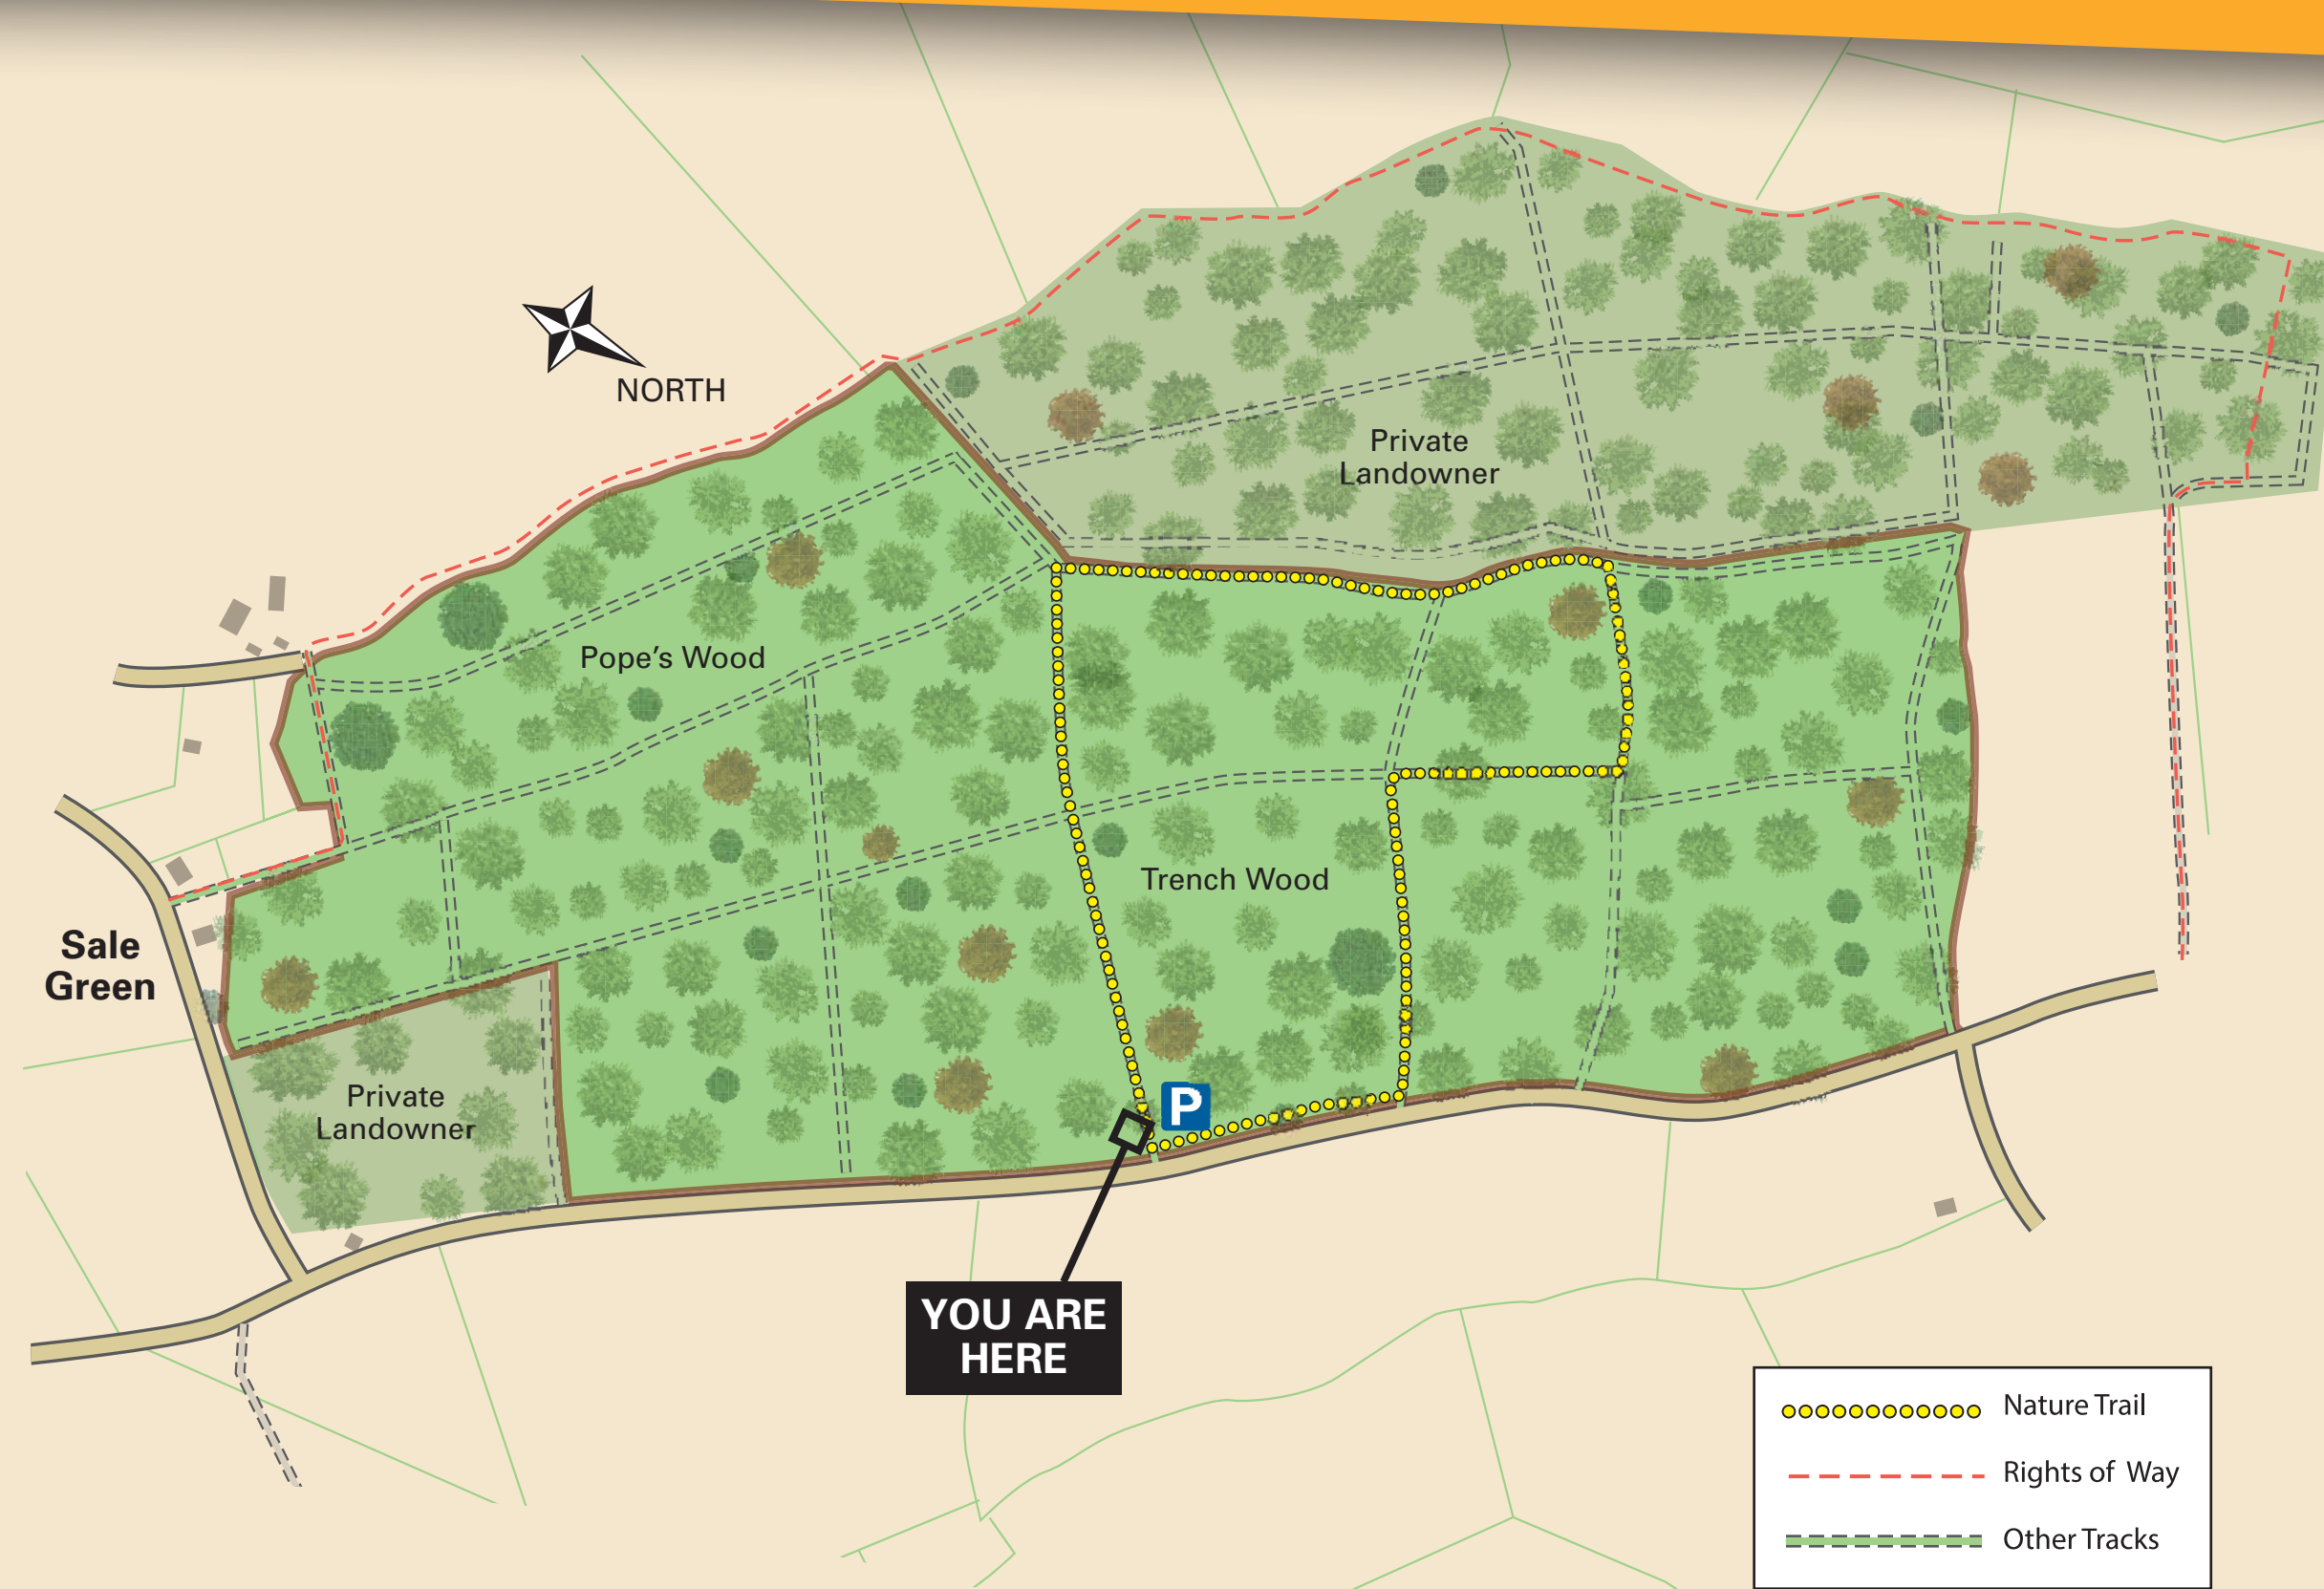 NORTH
Private
Landowner
Pope's Wood
Trench Wood
Sale
Green
Private
Landowner
P
YOU ARE
HERE
Nature Trail
Rights of Way
Other Tracks